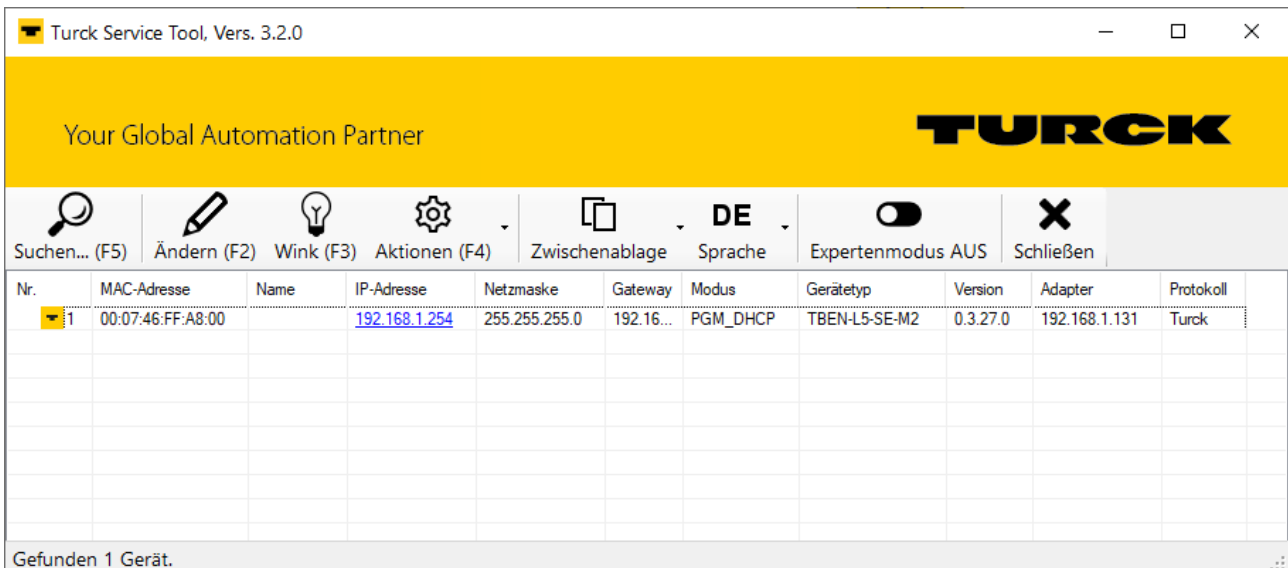 Turck Service Tool, Vers. 3.2.0
Your Global Automation Partner
TURCK
Suchen... (F5) Ändern (F2) Wink (F3) Aktionen (F4) Zwischenablage DE Sprache Expertenmodus AUS Schließen
Nr. MAC-Adresse Name IP-Adresse Netzmaske Gateway Modus Gerätetyp Version Adapter Protokoll
1 00:07:46:FF:A8:00 192.168.1.254 255.255.255.0 192.16... PGM_DHCP TBEN-L5-SE-M2 0.3.27.0 192.168.1.131 Turck
Gefunden 1 Gerät.